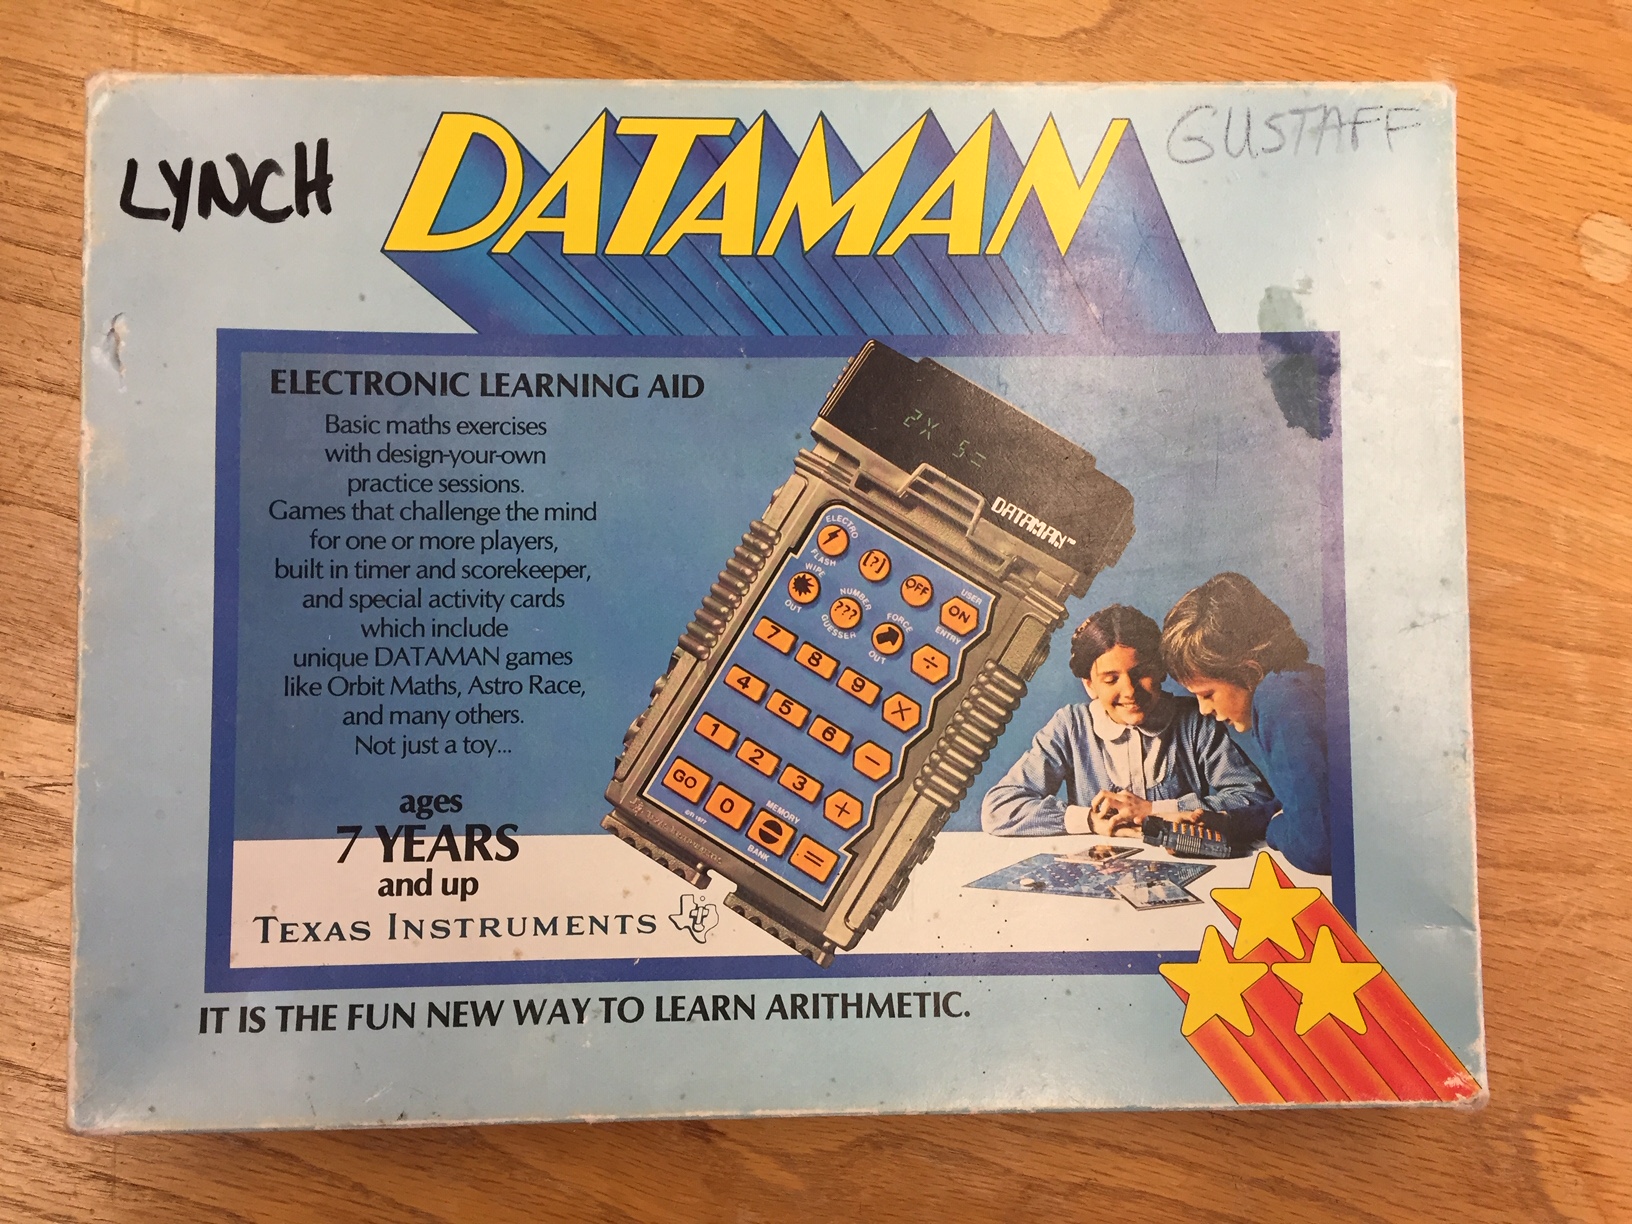 LYNCH
DATAMAN
GUSTAFF
ELECTRONIC LEARNING AID
Basic maths exercises
with design-your-own
practice sessions.
Games that challenge the mind
for one or more players,
built in timer and scorekeeper,
and special activity cards
which include
unique DATAMAN games
like Orbit Maths, Astro Race,
and many others.
Not just a toy...
ages
7 YEARS
and up
TEXAS INSTRUMENTS
2X 5=
DATAMAN™
ELECTRO
FLASH
[?]
OFF
USER
ON
ENTRY
WIPE
OUT
NUMBER
???
GUESSER
FORCE
OUT
÷
7 8 9 X
4 5 6 −
1 2 3 +
GO 0 MEMORY
BANK
=
IT IS THE FUN NEW WAY TO LEARN ARITHMETIC.